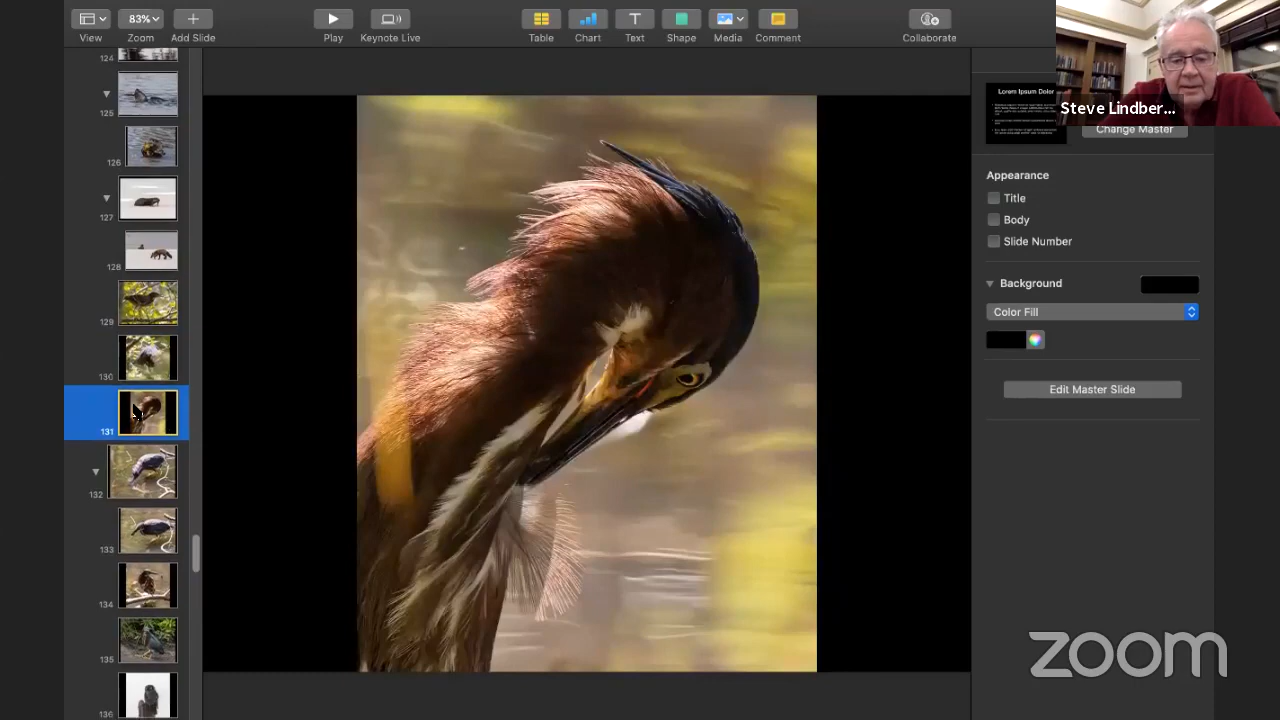 83%
View
Zoom
Add Slide
Play
Keynote Live
Table
Chart
Text
Shape
Media
Comment
Collaborate
Steve Lindber...
Lorem Ipsum Dolor
Change Master
Appearance
Title
Body
Slide Number
Background
Color Fill
Edit Master Slide
124
125
126
127
128
129
130
131
132
133
134
135
136
zoom